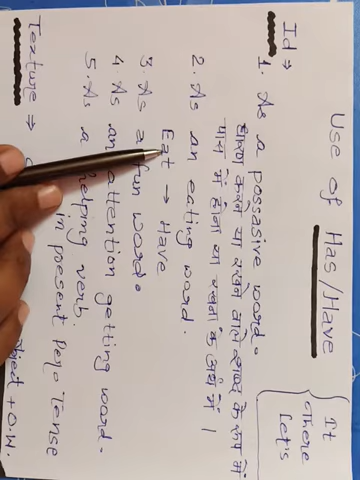 Use of Has/Have
It
There
Let's
Id ⇒
1. As a possasive word.
धारण करने या रखने वाले शब्द के रूप में
पास में होना या रखना के अर्थ में ।
2. As an eating word.
Eat → Have
3. As a fun word.
4. As an attention getting word.
5. As a helping verb.
in present Perf Tense
Texture ⇒
+ O.W.